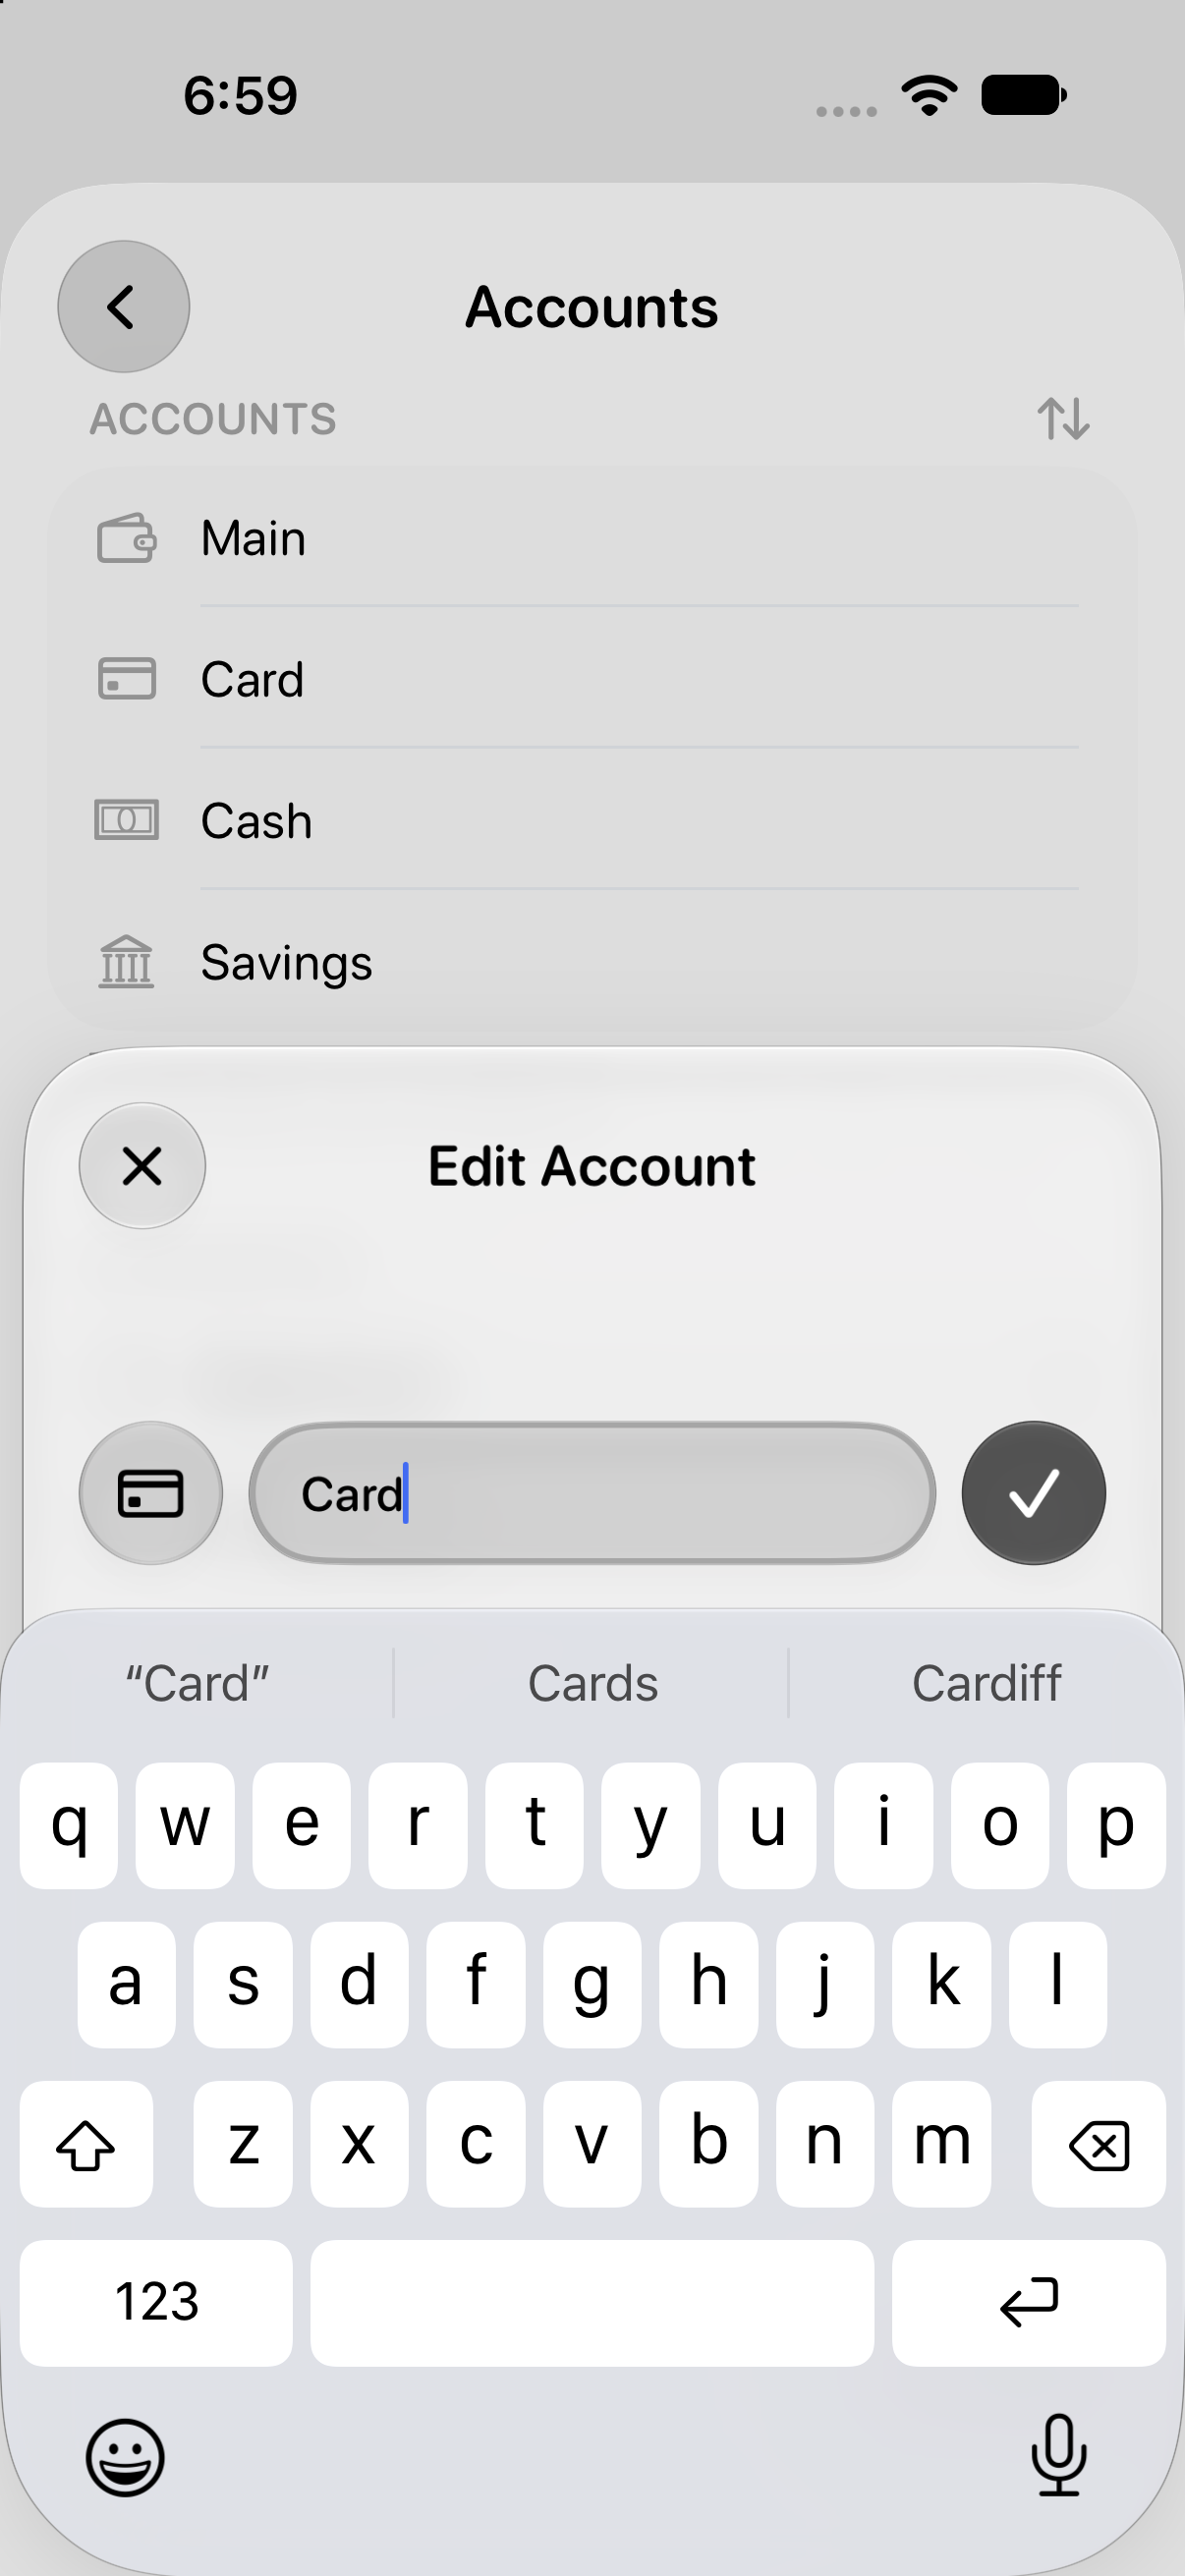 6:59
Accounts
ACCOUNTS
Main
Card
Cash
Savings
Edit Account
Card
“Card” Cards Cardiff
q w e r t y u i o p
a s d f g h j k l
z x c v b n m
123